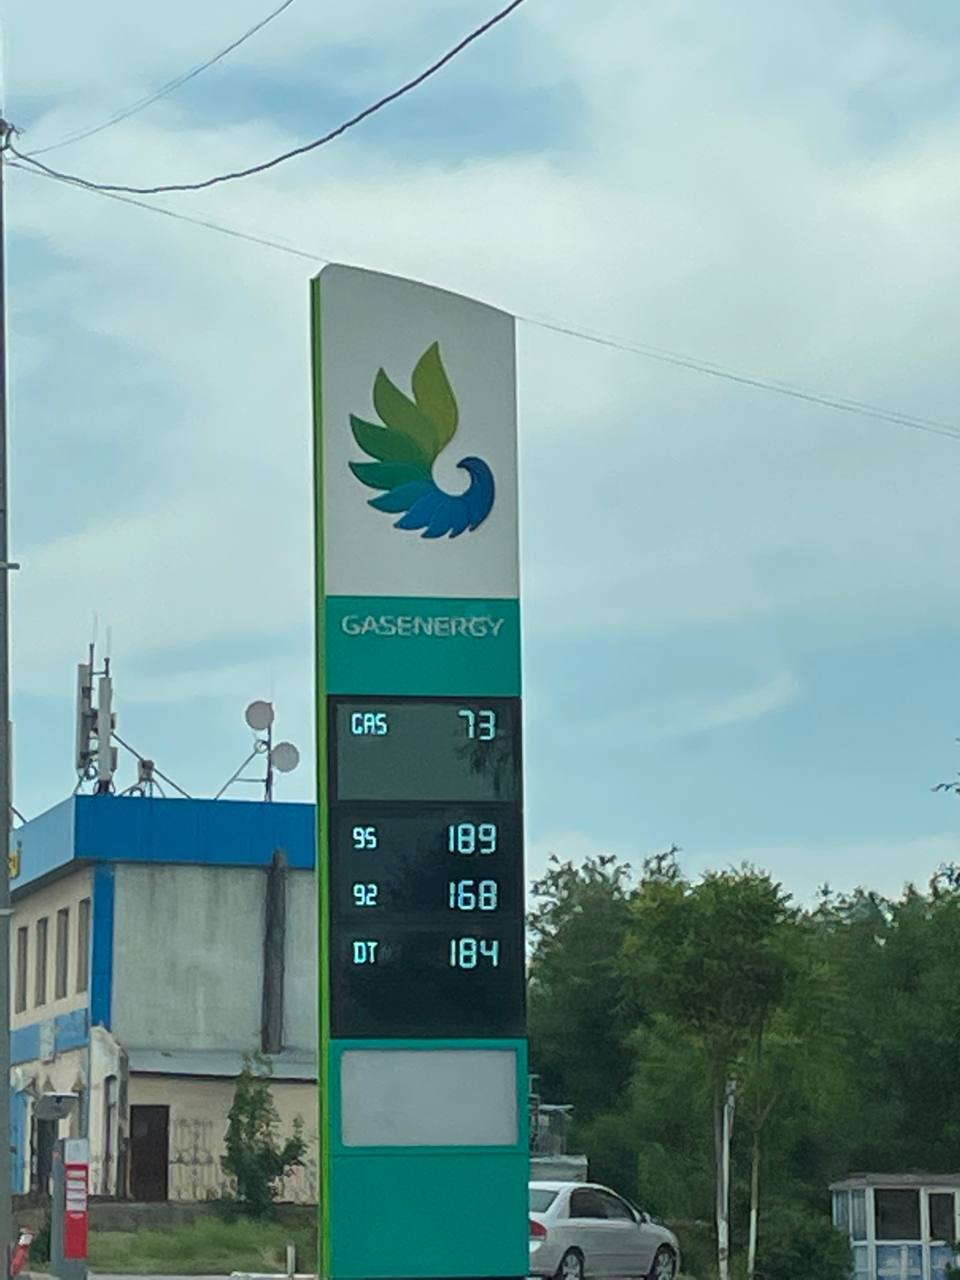 GASENERGY
GAS 73
95 189
92 168
DT 184